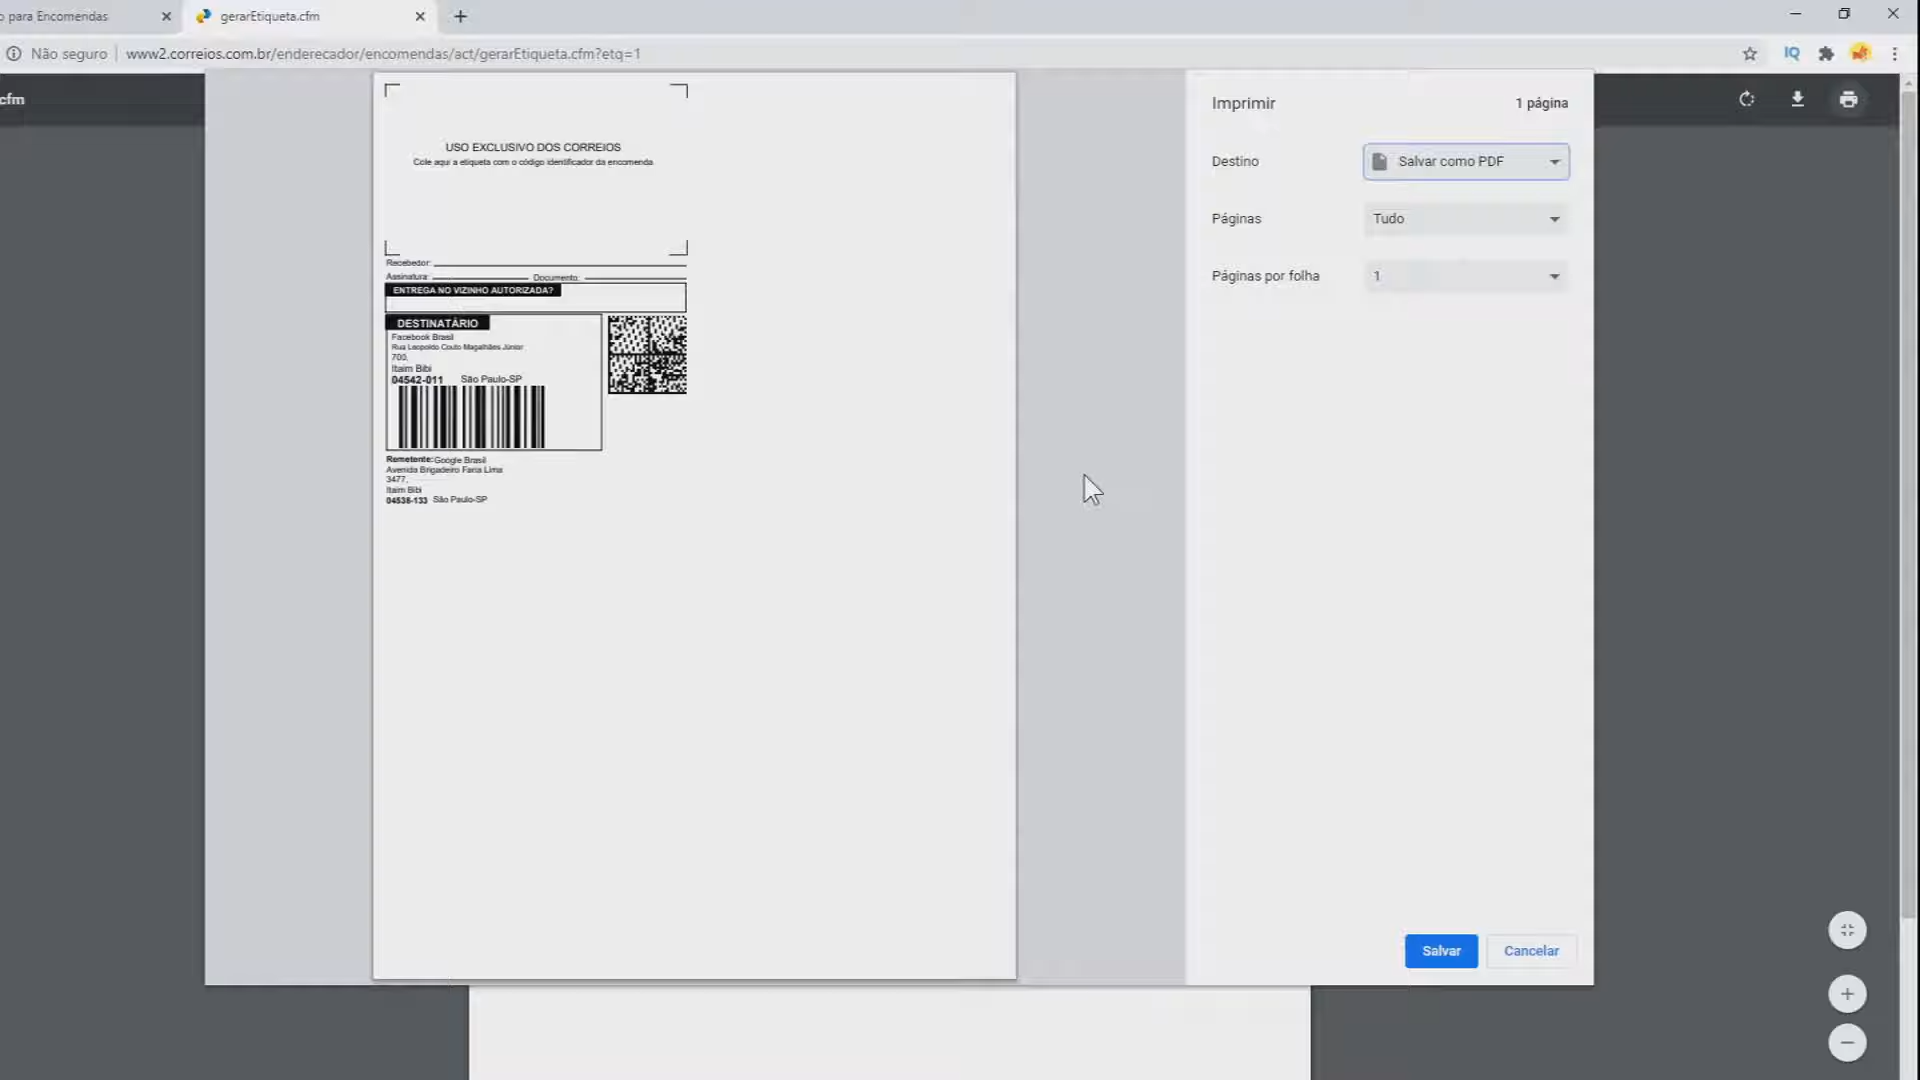 o para Encomendas
gerarEtiqueta.cfm
Não seguro
www2.correios.com.br/enderecador/encomendas/act/gerarEtiqueta.cfm?etq=1
IQ
cfm
USO EXCLUSIVO DOS CORREIOS
Cole aqui a etiqueta com o código identificador da encomenda
Recebedor:
Assinatura: Documento:
ENTREGA NO VIZINHO AUTORIZADA?
DESTINATÁRIO
Facebook Brasil
Rua Leopoldo Couto Magalhães Júnior
700,
Itaim Bibi
04542-011 São Paulo-SP
Remetente: Google Brasil
Avenida Brigadeiro Faria Lima
3477,
Itaim Bibi
04538-133 São Paulo-SP
Imprimir 1 página
Destino Salvar como PDF
Páginas Tudo
Páginas por folha 1
Salvar Cancelar